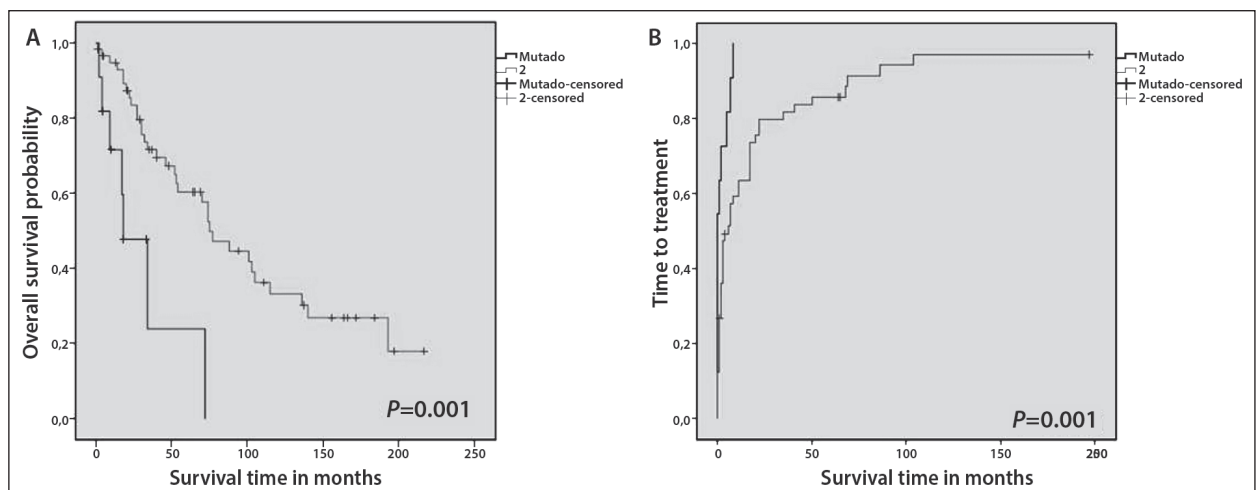 A
Overall survival probability
1,0
0,8
0,6
0,4
0,2
0,0
0 50 100 150 200 250
Survival time in months
P=0.001
Mutado
2
Mutado-censored
2-censored
B
Time to treatment
1,0
0,8
0,6
0,4
0,2
0,0
0 50 100 150
Survival time in months
P=0.001
Mutado
2
Mutado-censored
2-censored